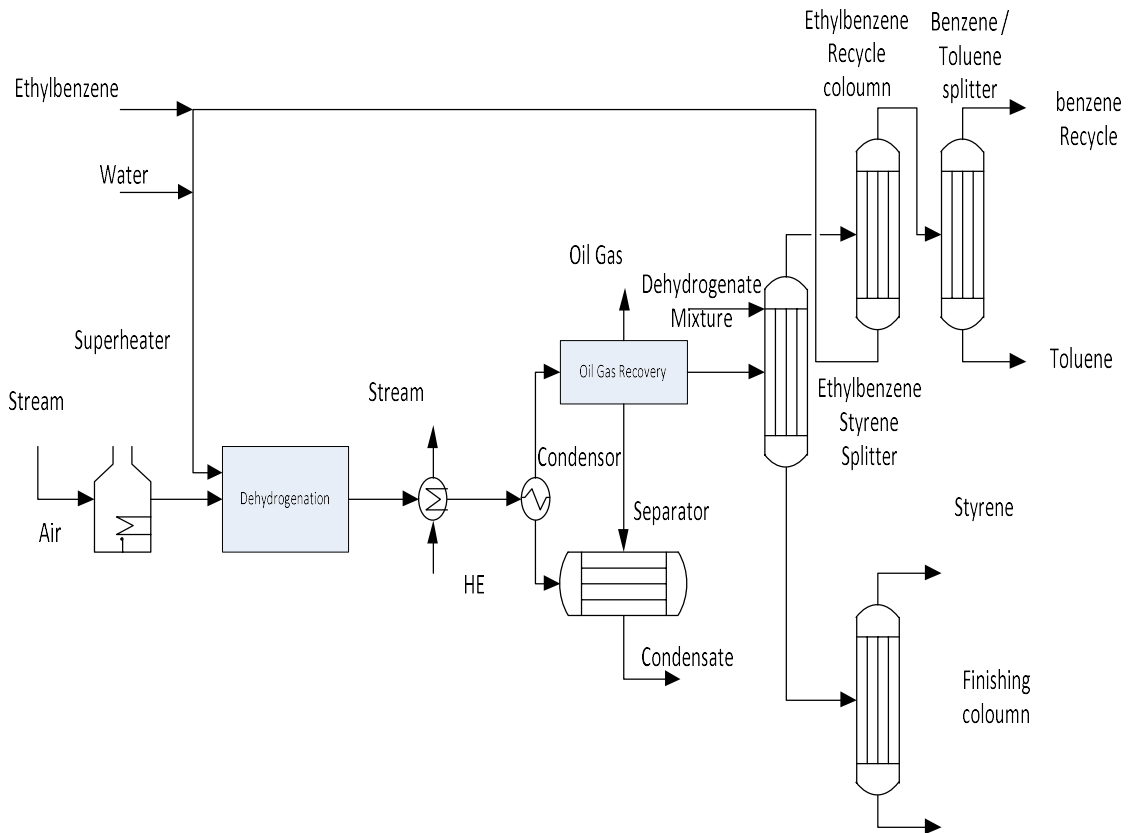 Ethylbenzene
Recycle
coloumn
Benzene /
Toluene
splitter
Ethylbenzene
benzene
Recycle
Water
Oil Gas
Dehydrogenate
Mixture
Superheater
Oil Gas Recovery
Toluene
Stream
Stream
Ethylbenzene
Styrene
Splitter
Condensor
Dehydrogenation
Separator
Styrene
Air
HE
Condensate
Finishing
coloumn